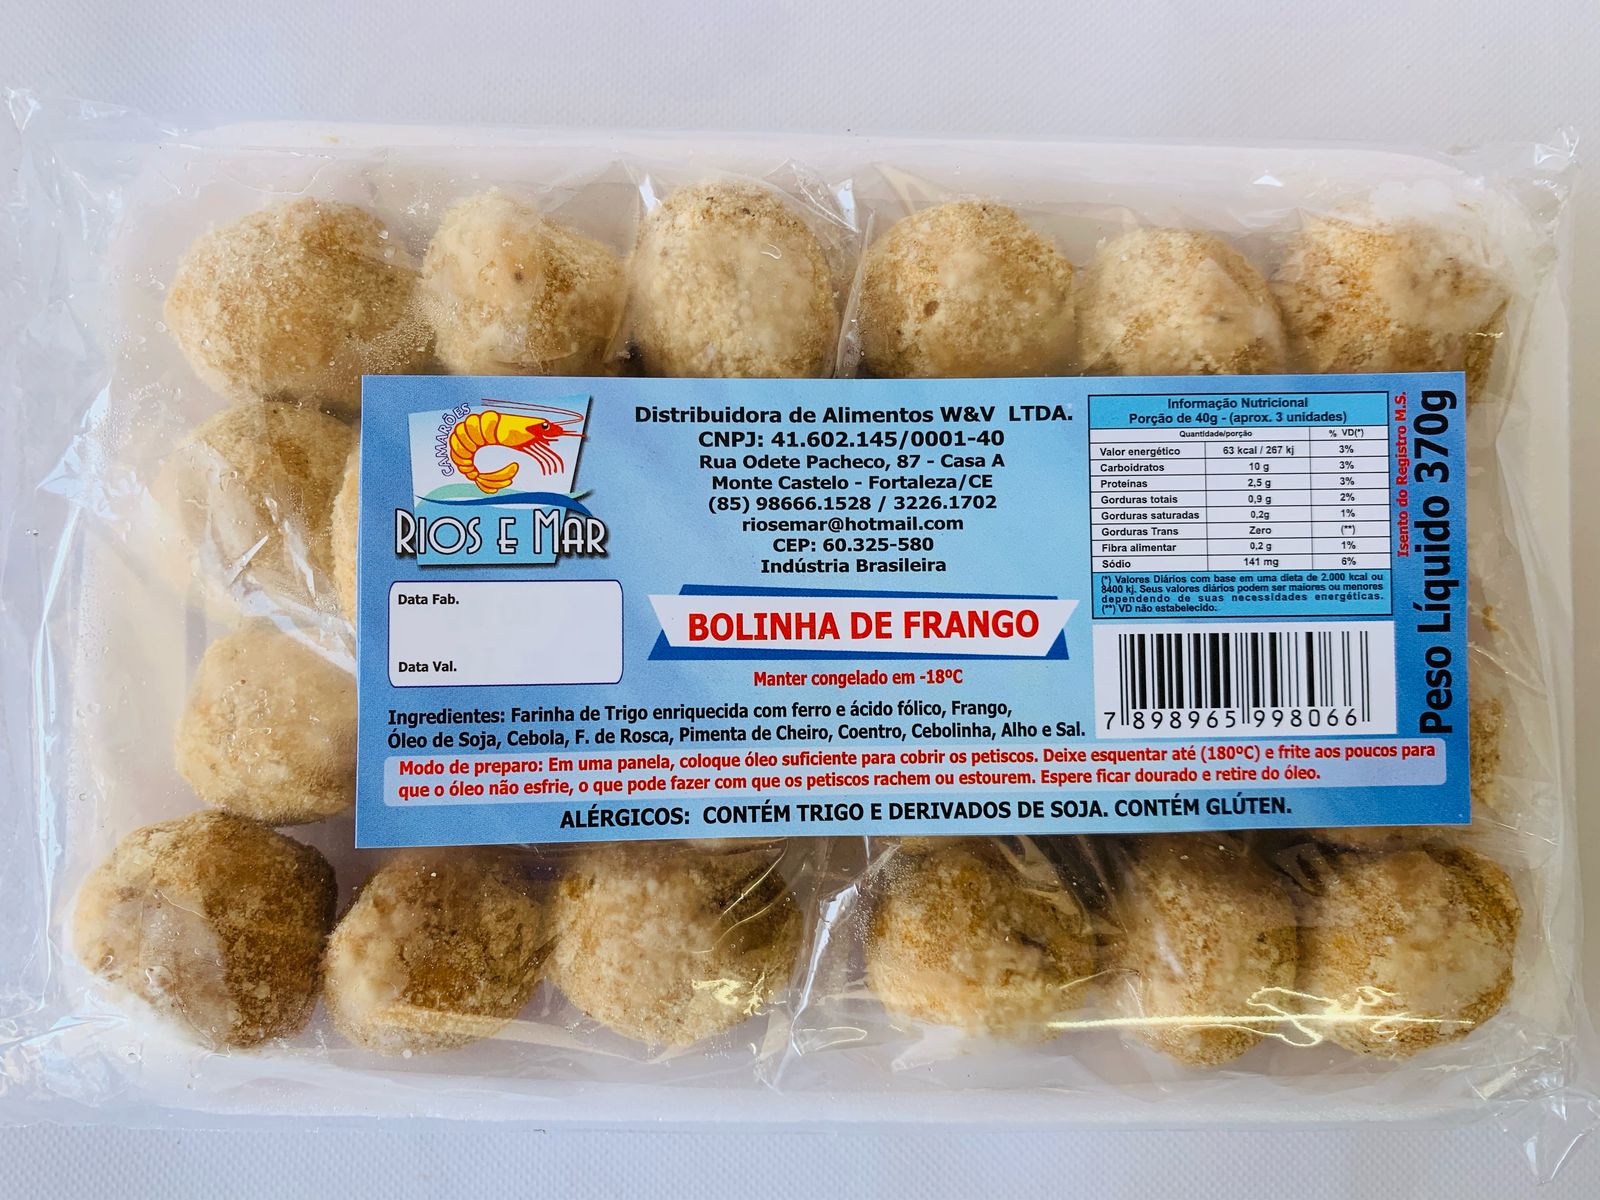 CAMARÕES
RIOS E MAR
Data Fab.
Data Val.
Distribuidora de Alimentos W&V LTDA.
CNPJ: 41.602.145/0001-40
Rua Odete Pacheco, 87 - Casa A
Monte Castelo - Fortaleza/CE
(85) 98666.1528 / 3226.1702
riosemar@hotmail.com
CEP: 60.325-580
Indústria Brasileira
BOLINHA DE FRANGO
Manter congelado em -18ºC
Informação Nutricional
Porção de 40g - (aprox. 3 unidades)
Quantidade/porção % VD(*)
Valor energético 63 kcal / 267 kj 3%
Carboidratos 10 g 3%
Proteínas 2,5 g 3%
Gorduras totais 0,9 g 2%
Gorduras saturadas 0,2g 1%
Gorduras Trans Zero (**)
Fibra alimentar 0,2 g 1%
Sódio 141 mg 6%
(*) Valores Diários com base em uma dieta de 2.000 kcal ou
8400 kj. Seus valores diários podem ser maiores ou menores
dependendo de suas necessidades energéticas.
(**) VD não estabelecido.
7 898965 998066
Isento do Registro M.S.
Peso Líquido 370g
Ingredientes: Farinha de Trigo enriquecida com ferro e ácido fólico, Frango,
Óleo de Soja, Cebola, F. de Rosca, Pimenta de Cheiro, Coentro, Cebolinha, Alho e Sal.
Modo de preparo: Em uma panela, coloque óleo suficiente para cobrir os petiscos. Deixe esquentar até (180ºC) e frite aos poucos para
que o óleo não esfrie, o que pode fazer com que os petiscos rachem ou estourem. Espere ficar dourado e retire do óleo.
ALÉRGICOS: CONTÉM TRIGO E DERIVADOS DE SOJA. CONTÉM GLÚTEN.